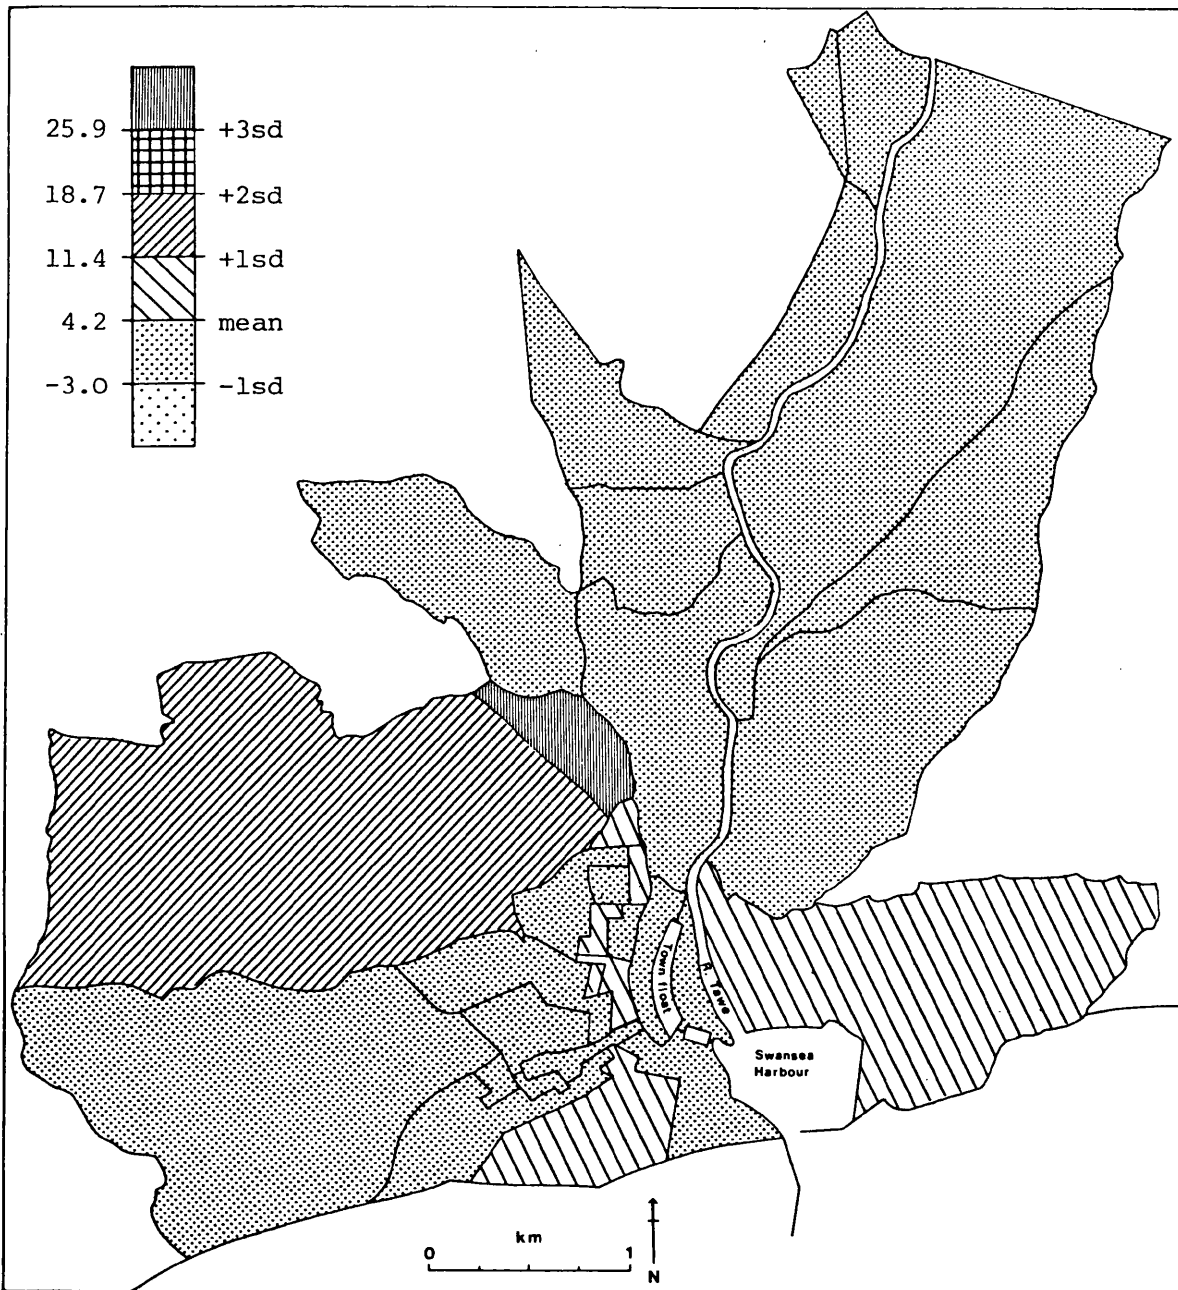 25.9 +3sd
18.7 +2sd
11.4 +1sd
4.2 mean
-3.0 -1sd
Town float
R. Tawe
Swansea
Harbour
km
0 1
N